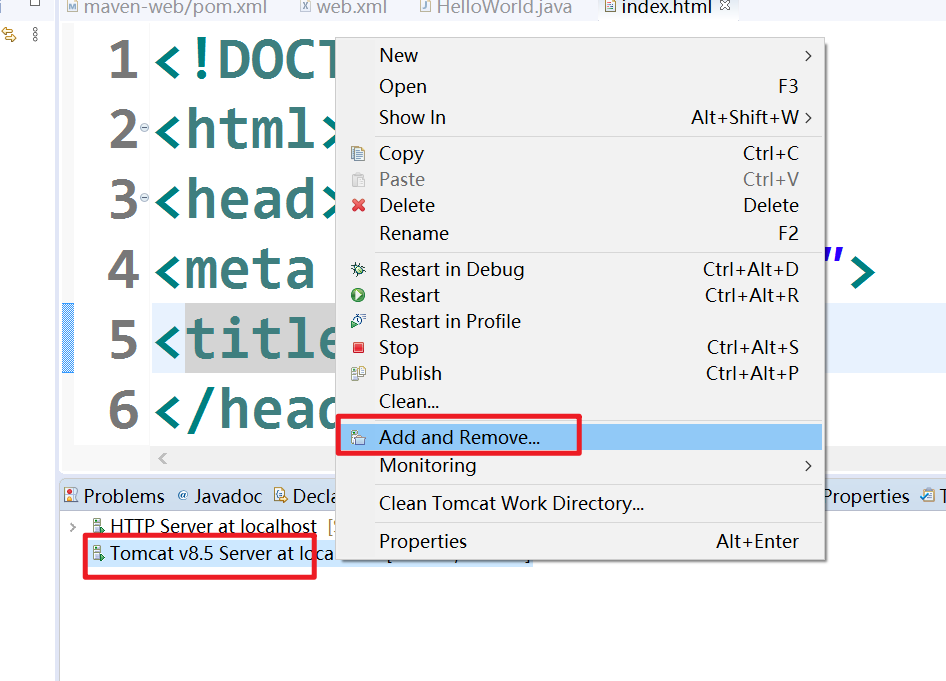 maven-web/pom.xml web.xml HelloWorld.java index.html
1 <!DOCT
2 <html>
3 <head>
4 <meta ">
5 <title
6 </head
New
Open F3
Show In Alt+Shift+W
Copy Ctrl+C
Paste Ctrl+V
Delete Delete
Rename F2
Restart in Debug Ctrl+Alt+D
Restart Ctrl+Alt+R
Restart in Profile
Stop Ctrl+Alt+S
Publish Ctrl+Alt+P
Clean...
Add and Remove...
Monitoring
Clean Tomcat Work Directory...
Properties Alt+Enter
Problems @ Javadoc Decla Properties T
HTTP Server at localhost [
Tomcat v8.5 Server at loca